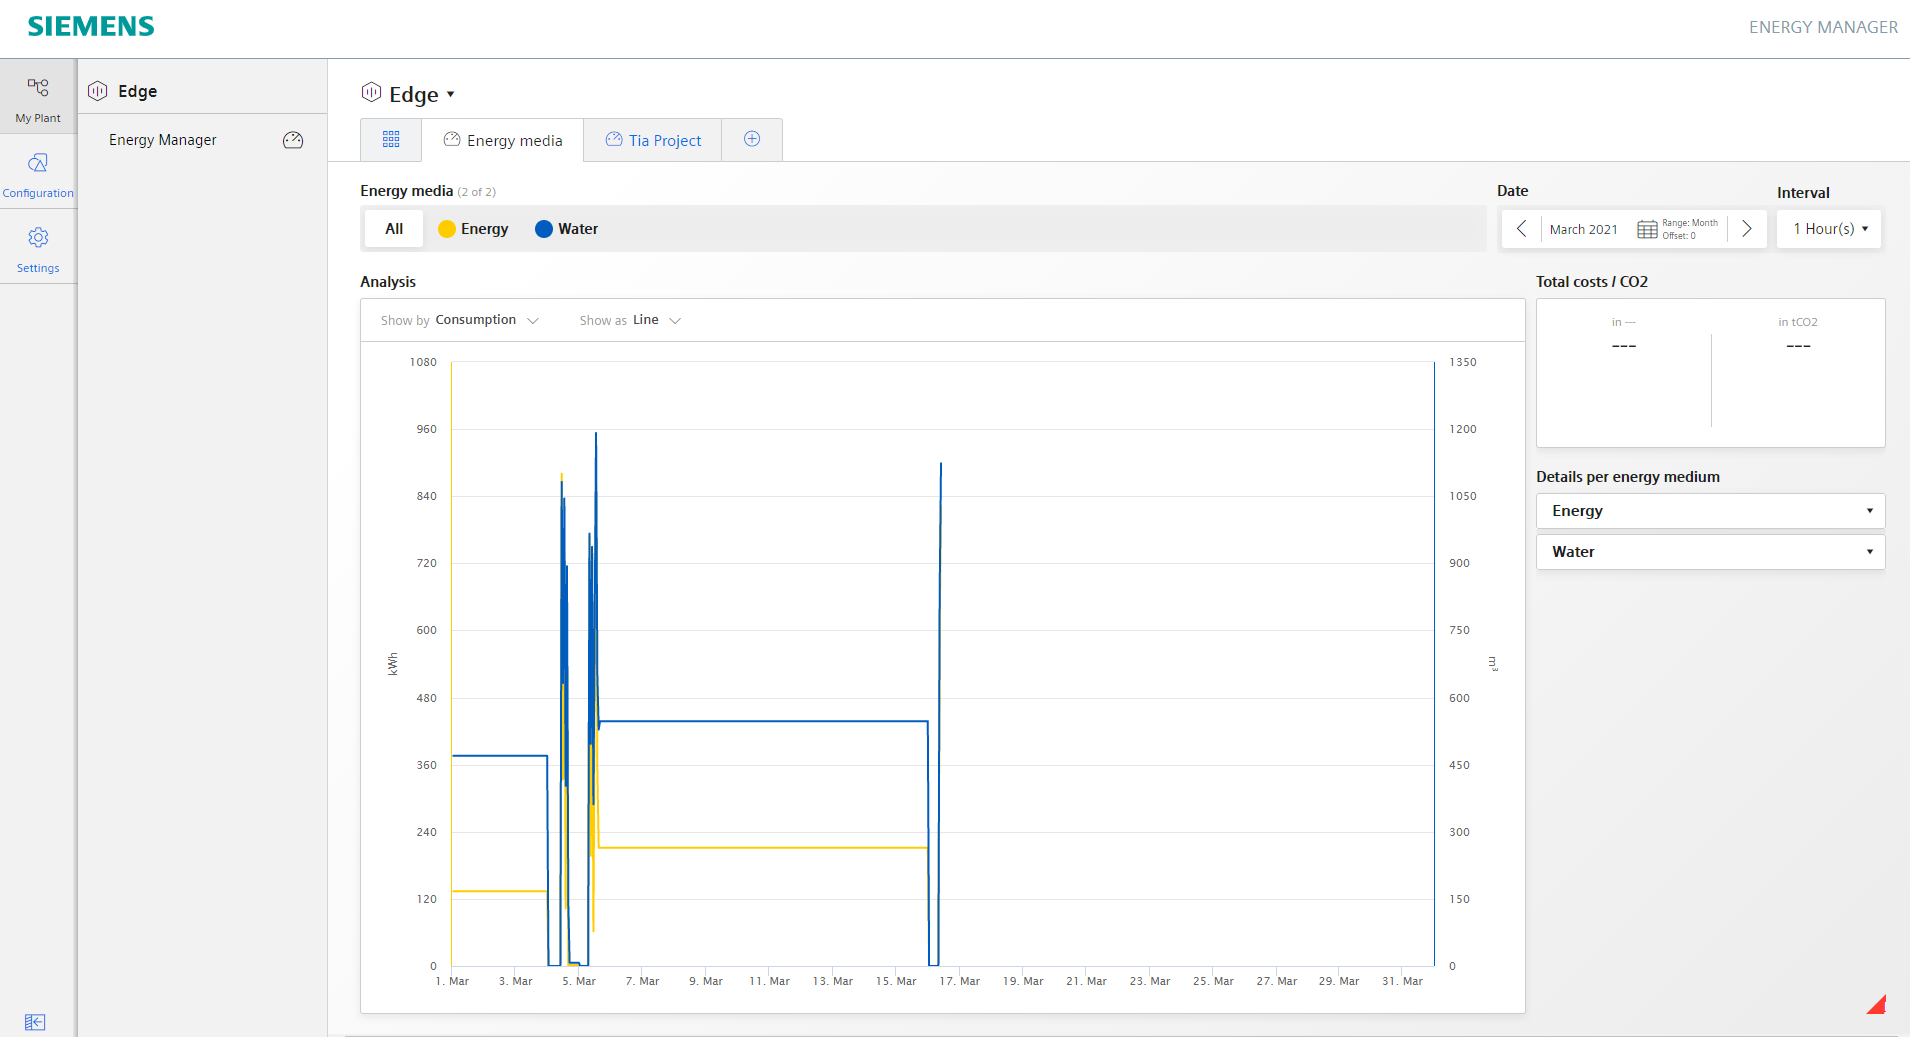 SIEMENS
ENERGY MANAGER
My Plant
Configuration
Settings
Edge
Energy Manager
Edge
Energy media
Tia Project
Energy media (2 of 2)
All
Energy
Water
Date
March 2021
Range: Month
Offset: 0
Interval
1 Hour(s)
Analysis
Show by Consumption
Show as Line
1080
960
840
720
600
480
360
240
120
0
kWh
1350
1200
1050
900
750
600
450
300
150
0
m³
1. Mar
3. Mar
5. Mar
7. Mar
9. Mar
11. Mar
13. Mar
15. Mar
17. Mar
19. Mar
21. Mar
23. Mar
25. Mar
27. Mar
29. Mar
31. Mar
Total costs / CO2
in ---
---
in tCO2
---
Details per energy medium
Energy
Water